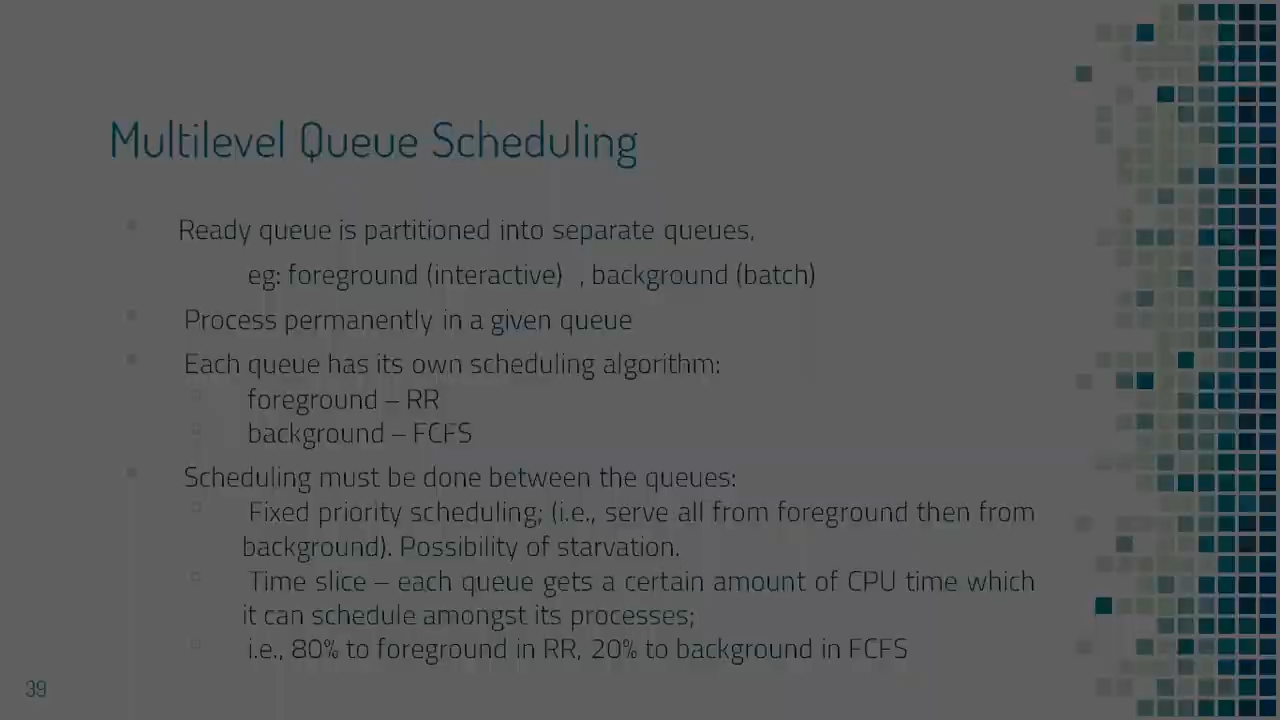 Multilevel Queue Scheduling
Ready queue is partitioned into separate queues,
eg: foreground (interactive) , background (batch)
Process permanently in a given queue
Each queue has its own scheduling algorithm:
foreground – RR
background – FCFS
Scheduling must be done between the queues:
Fixed priority scheduling; (i.e., serve all from foreground then from
background). Possibility of starvation.
Time slice – each queue gets a certain amount of CPU time which
it can schedule amongst its processes;
i.e., 80% to foreground in RR, 20% to background in FCFS
39